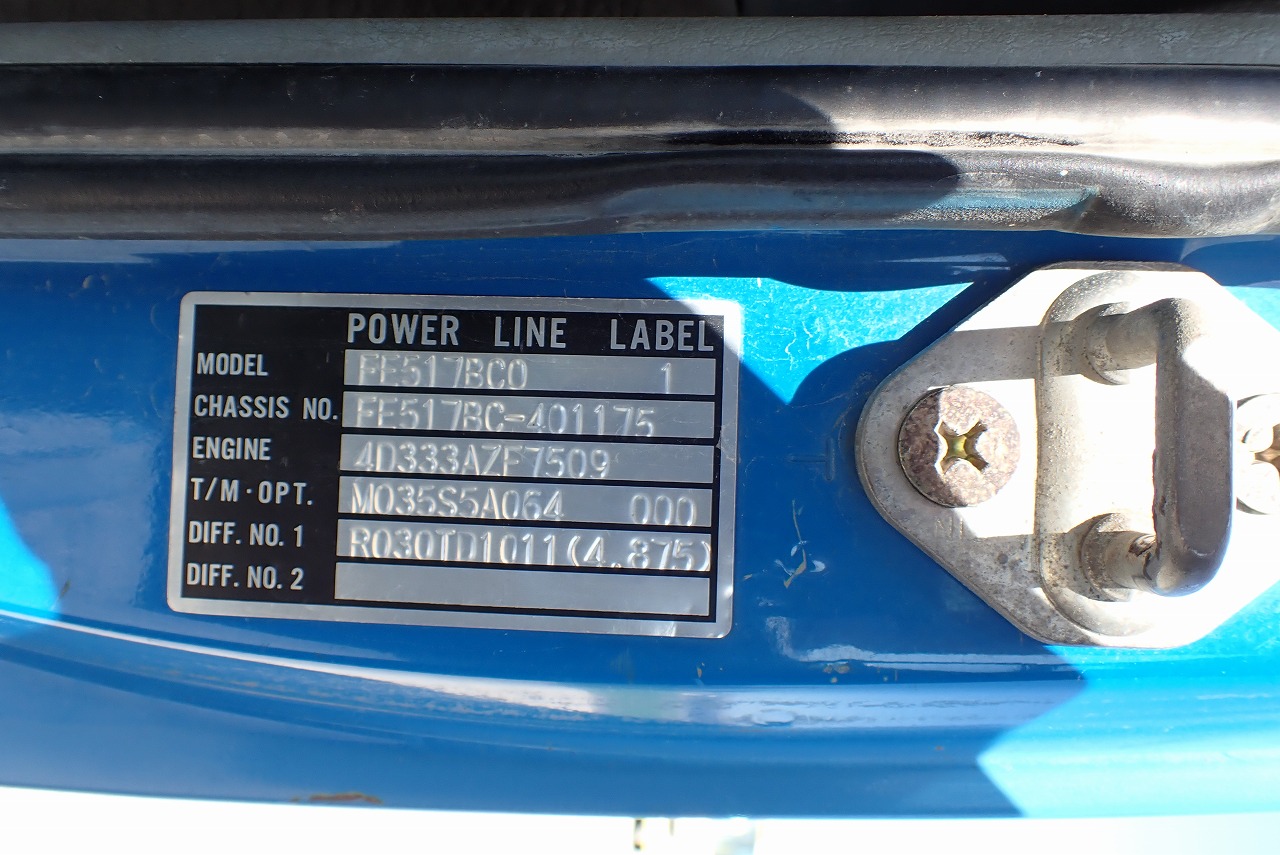 POWER LINE LABEL
MODEL FE517BC0 1
CHASSIS NO. FE517BC-401175
ENGINE 4D333AZF7509
T/M·OPT. M035S5A064 000
DIFF. NO. 1 R030TD1011(4.875)
DIFF. NO. 2